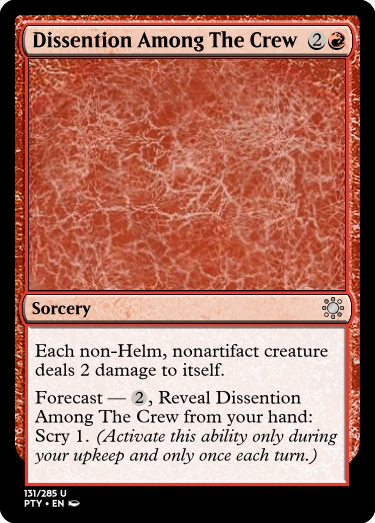 Dissention Among The Crew 2
Sorcery
Each non-Helm, nonartifact creature
deals 2 damage to itself.
Forecast — 2, Reveal Dissention
Among The Crew from your hand:
Scry 1. (Activate this ability only during
your upkeep and only once each turn.)
131/285 U
PTY • EN